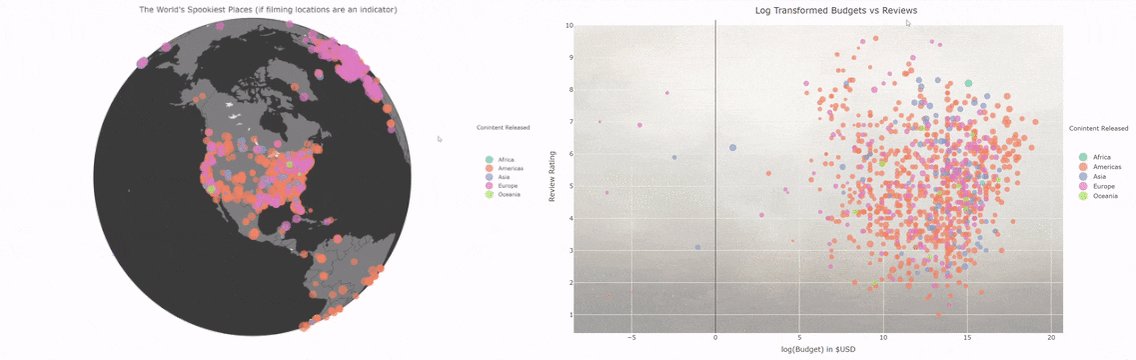 The World's Spookiest Places (if filming locations are an indicator)
Conintent Released
Africa
Americas
Asia
Europe
Oceania
Log Transformed Budgets vs Reviews
10
9
8
7
6
5
4
3
2
1
Review Rating
−5
0
5
10
15
20
log(Budget) in $USD
Conintent Released
Africa
Americas
Asia
Europe
Oceania